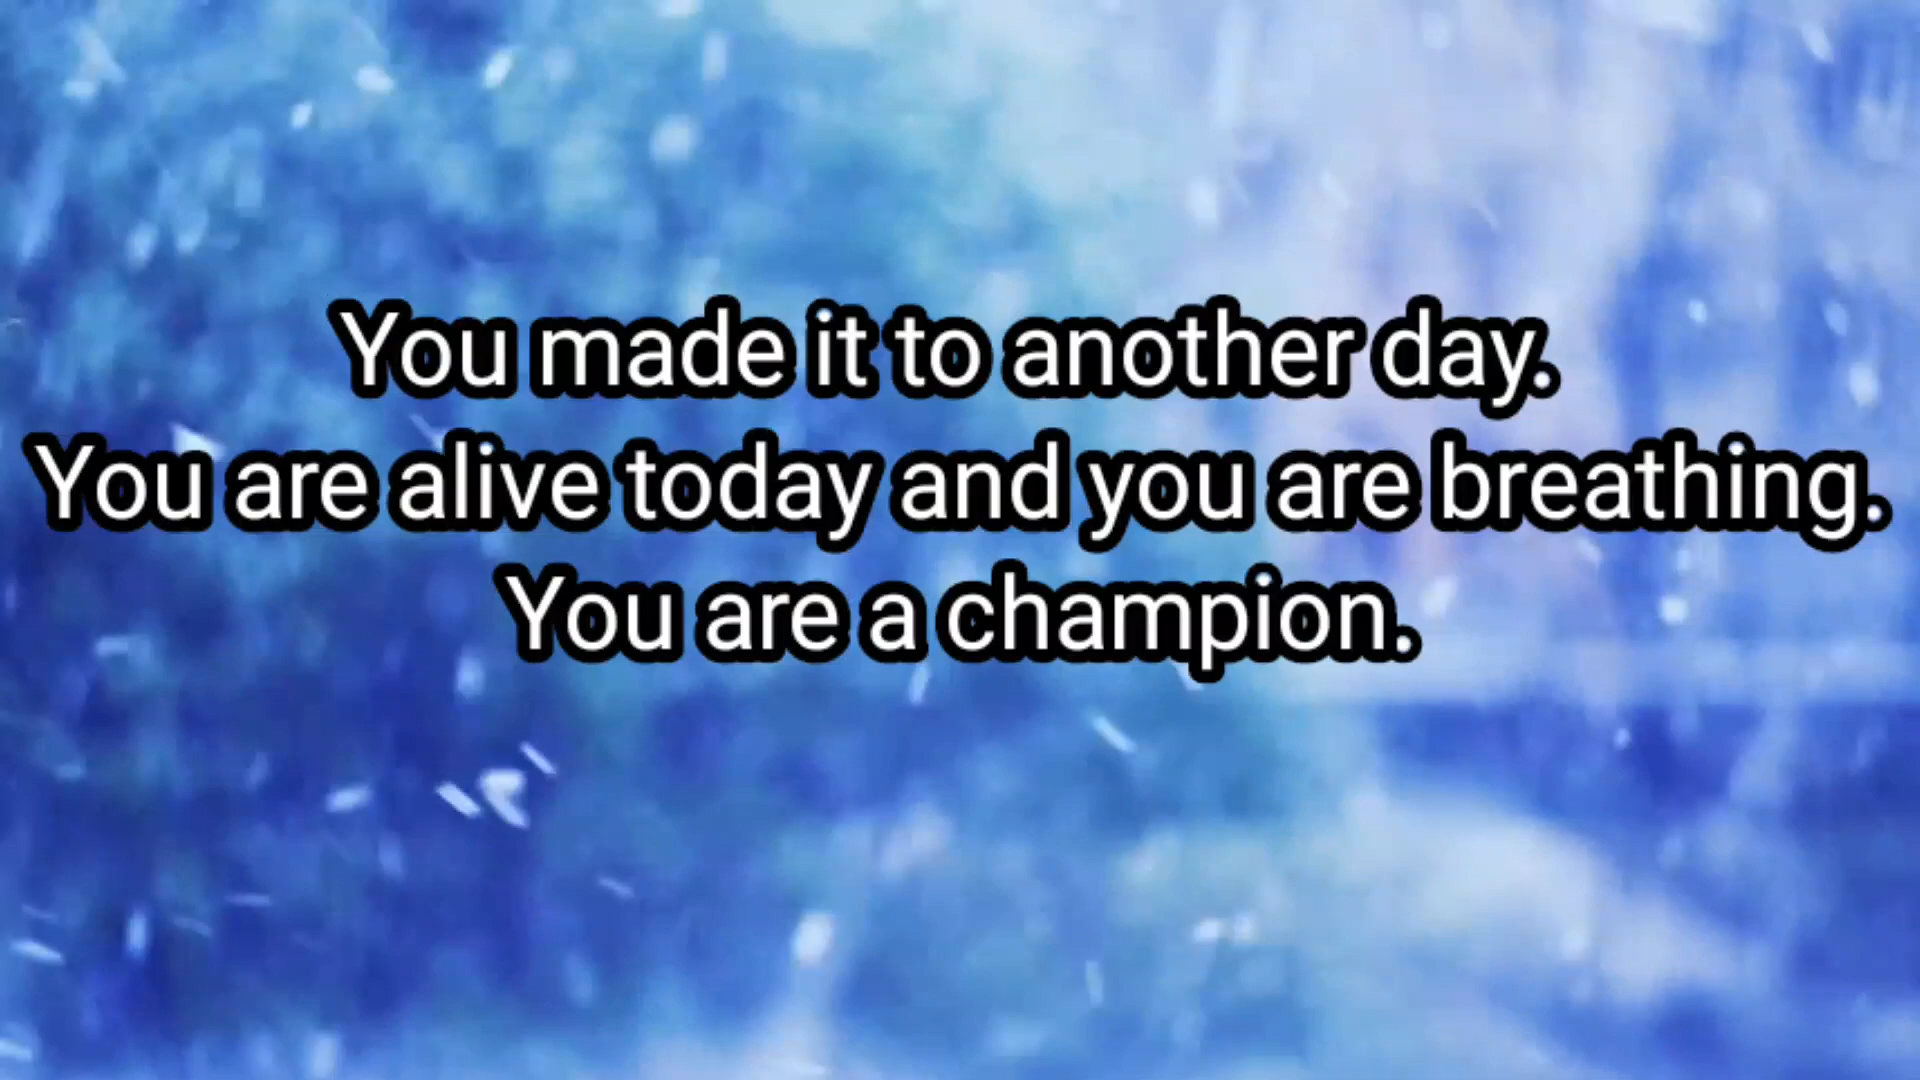 You made it to another day.
You are alive today and you are breathing.
You are a champion.